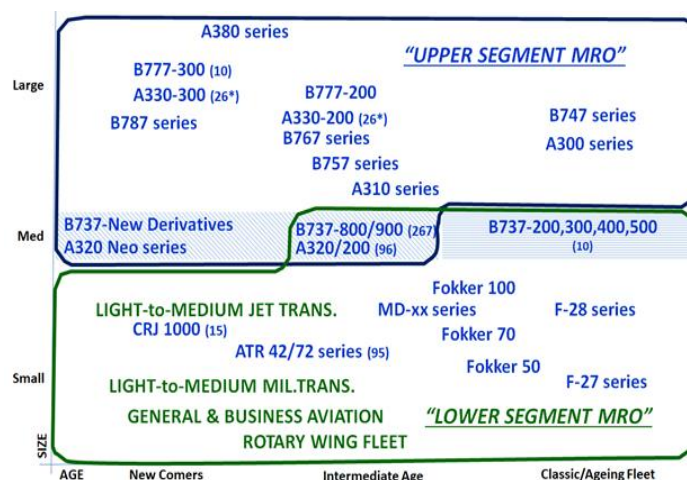 A380 series
"UPPER SEGMENT MRO"
Large
B777-300 (10)
B777-200
A330-300 (26*)
A330-200 (26*)
B747 series
B787 series
B767 series
A300 series
B757 series
A310 series
Med
B737-New Derivatives
B737-800/900 (267)
B737-200,300,400,500
A320 Neo series
A320/200 (96)
(10)
Fokker 100
LIGHT-to-MEDIUM JET TRANS.
MD-xx series
F-28 series
CRJ 1000 (15)
Fokker 70
ATR 42/72 series (95)
Small
Fokker 50
LIGHT-to-MEDIUM MIL.TRANS.
F-27 series
GENERAL & BUSINESS AVIATION
"LOWER SEGMENT MRO"
ROTARY WING FLEET
SIZE
AGE
New Comers
Intermediate Age
Classic/Ageing Fleet